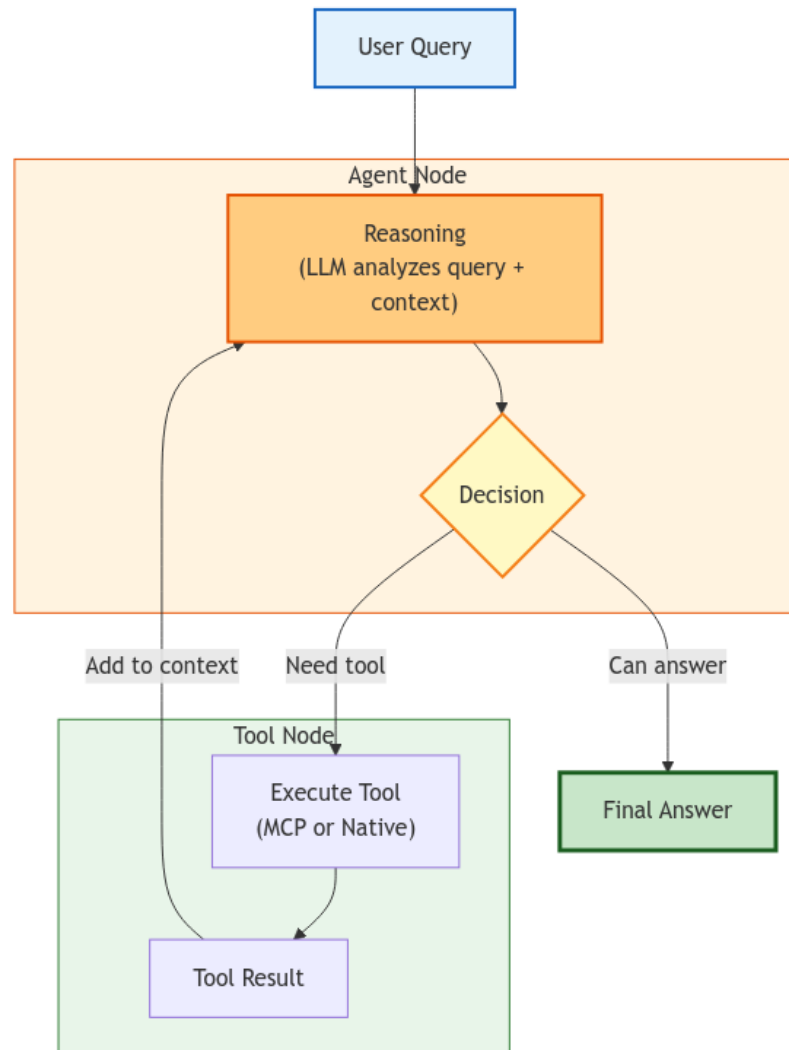 User Query
Agent Node
Reasoning
(LLM analyzes query +
context)
Decision
Add to context
Need tool
Can answer
Tool Node
Execute Tool
(MCP or Native)
Final Answer
Tool Result